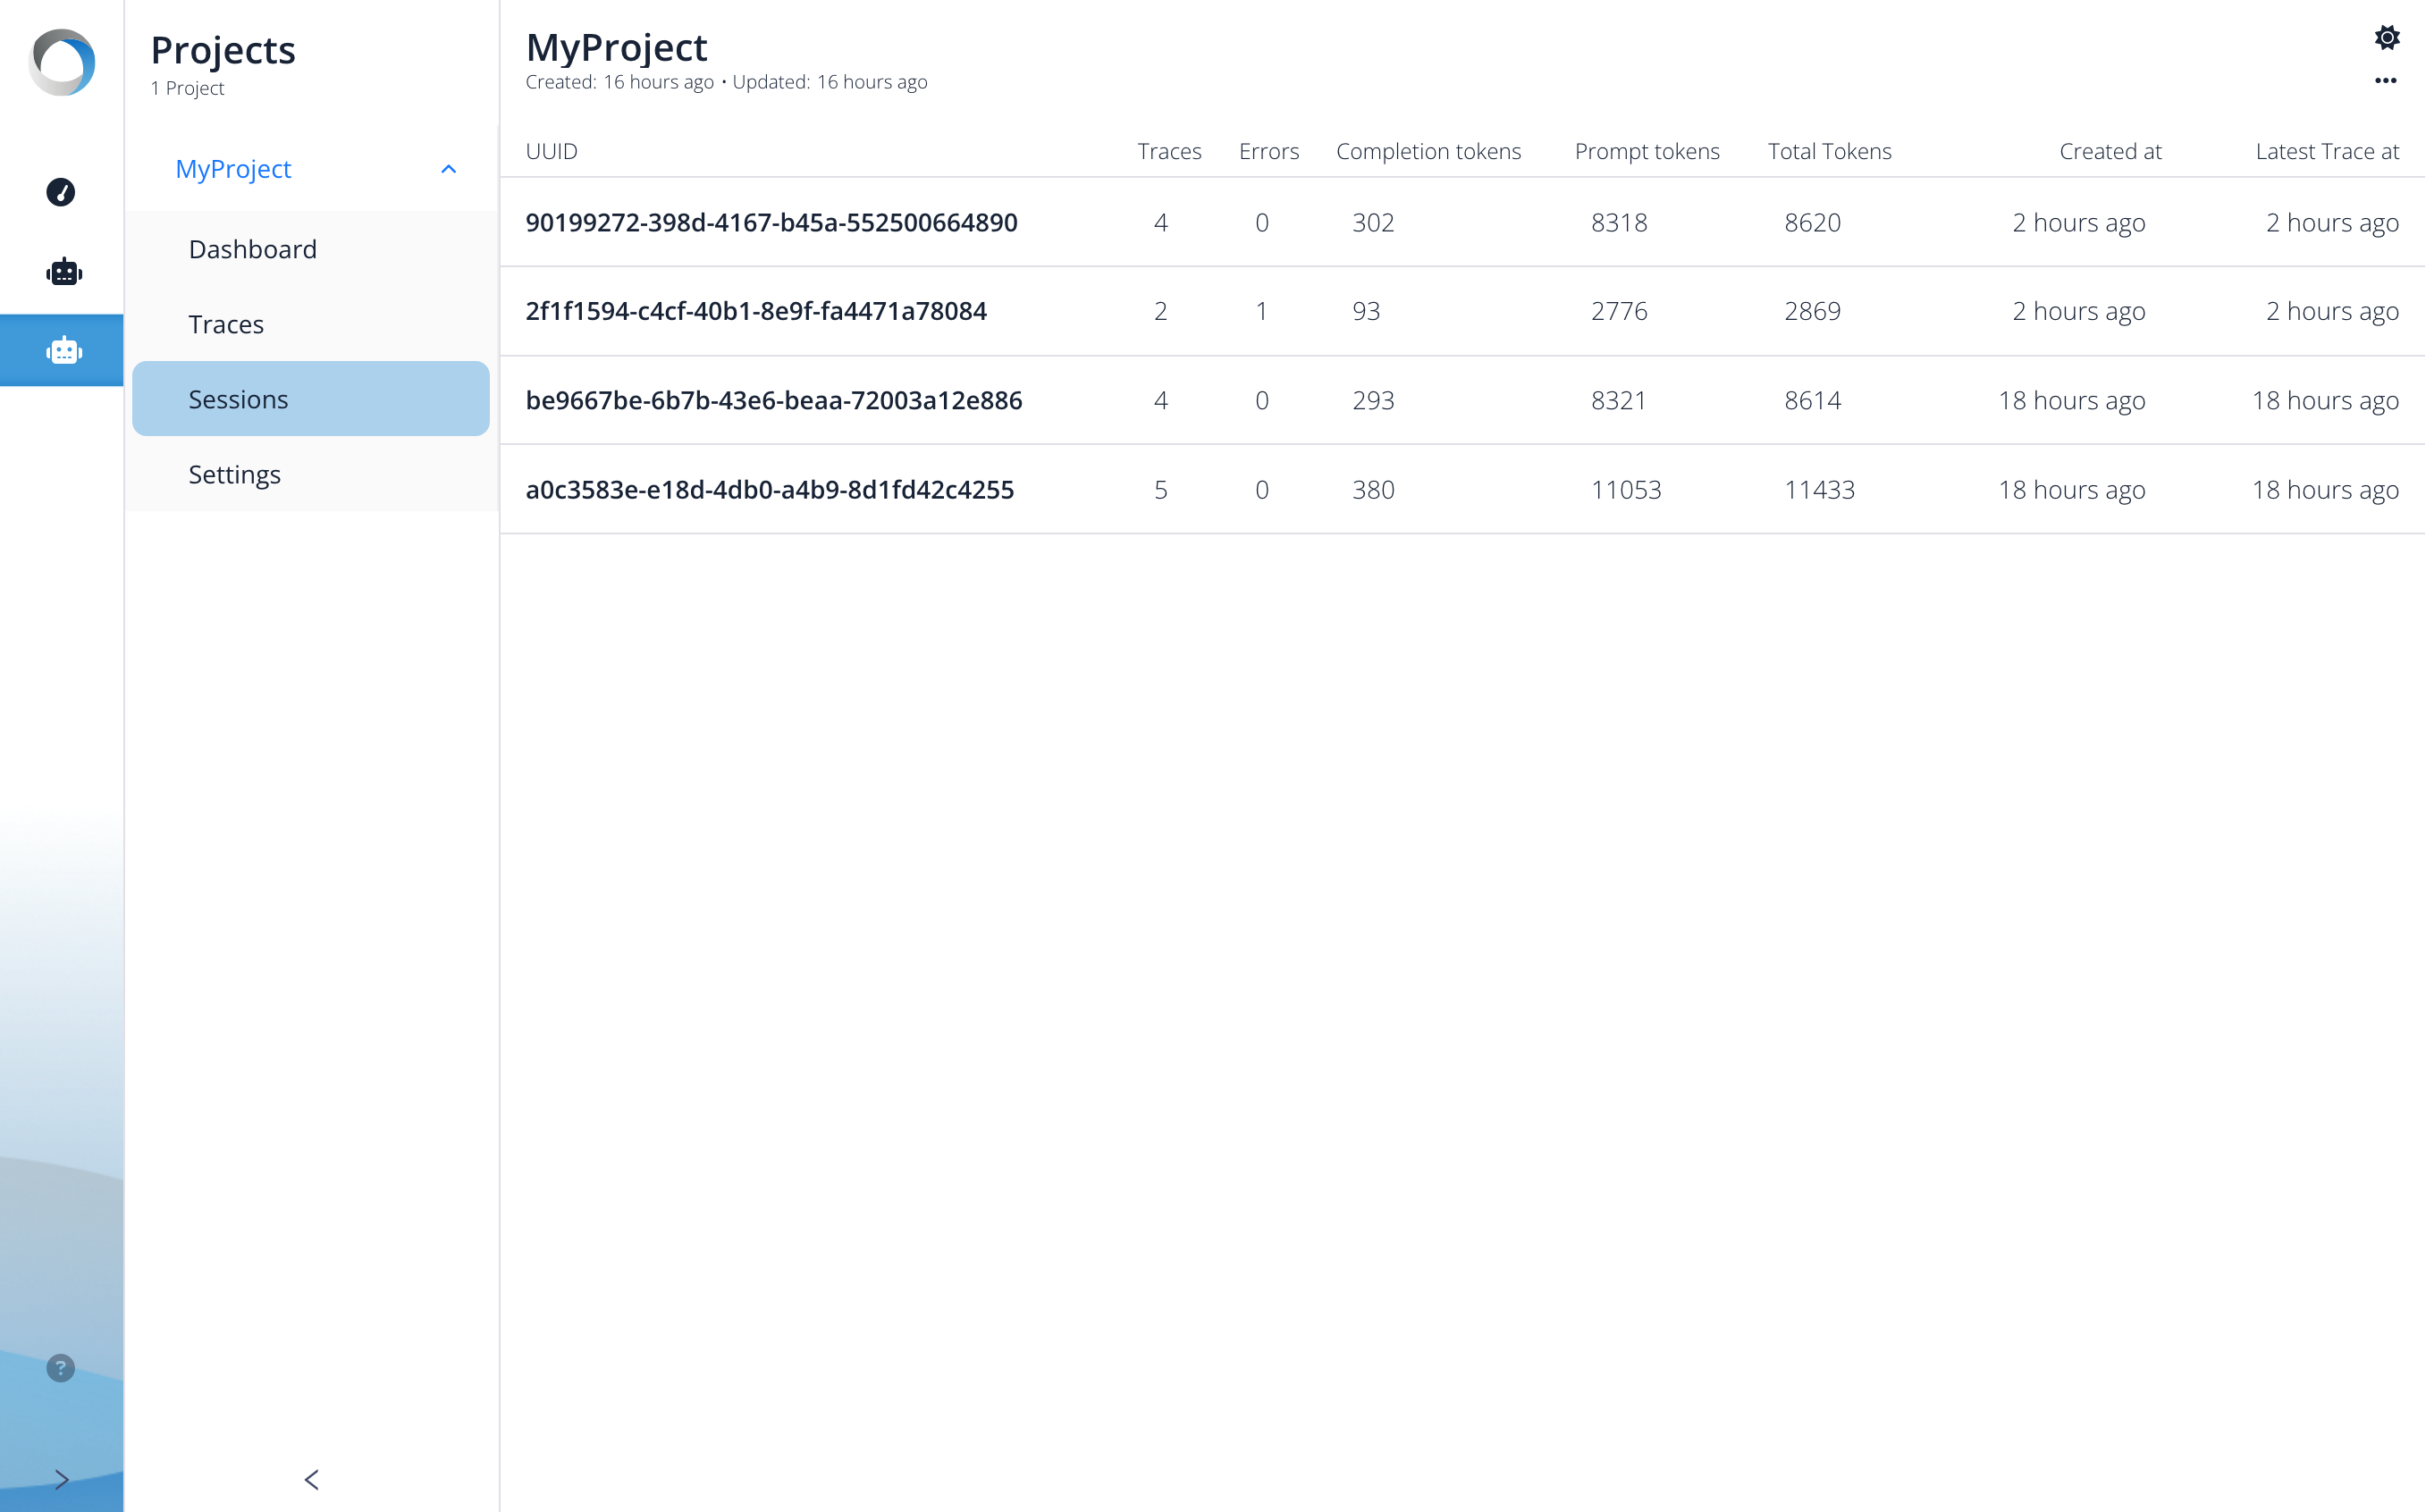 Projects
1 Project
MyProject
Dashboard
Traces
Sessions
Settings
MyProject
Created: 16 hours ago • Updated: 16 hours ago
UUID Traces Errors Completion tokens Prompt tokens Total Tokens Created at Latest Trace at
90199272-398d-4167-b45a-552500664890 4 0 302 8318 8620 2 hours ago 2 hours ago
2f1f1594-c4cf-40b1-8e9f-fa4471a78084 2 1 93 2776 2869 2 hours ago 2 hours ago
be9667be-6b7b-43e6-beaa-72003a12e886 4 0 293 8321 8614 18 hours ago 18 hours ago
a0c3583e-e18d-4db0-a4b9-8d1fd42c4255 5 0 380 11053 11433 18 hours ago 18 hours ago
?